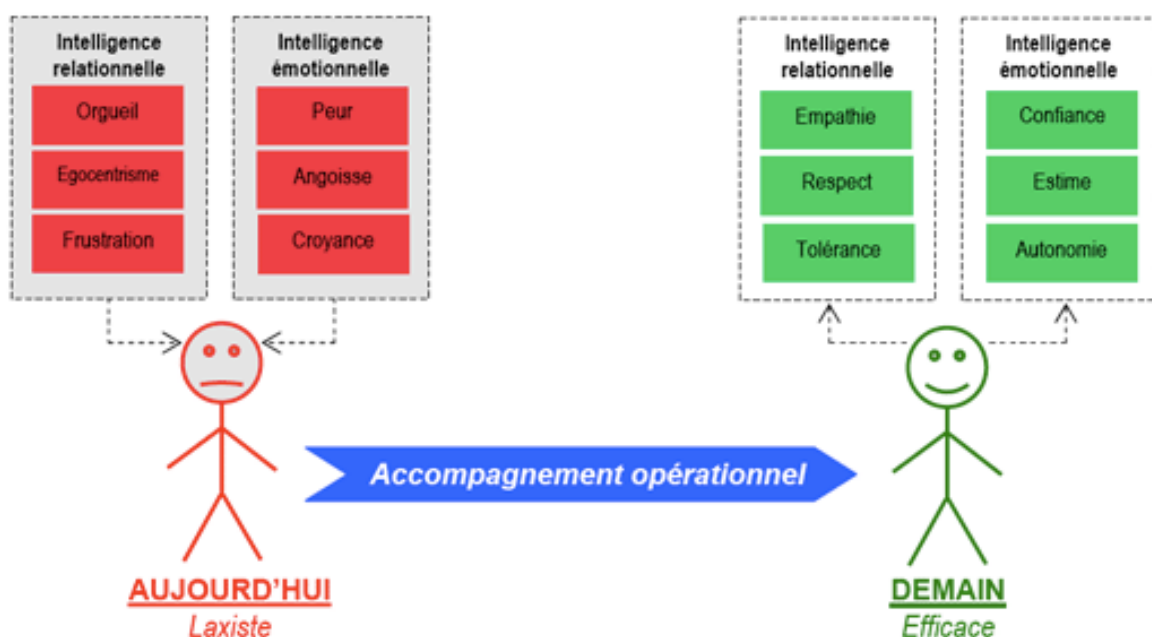 Intelligence
relationnelle
Orgueil
Egocentrisme
Frustration
Intelligence
émotionnelle
Peur
Angoisse
Croyance
Intelligence
relationnelle
Empathie
Respect
Tolérance
Intelligence
émotionnelle
Confiance
Estime
Autonomie
Accompagnement opérationnel
AUJOURD'HUI
Laxiste
DEMAIN
Efficace